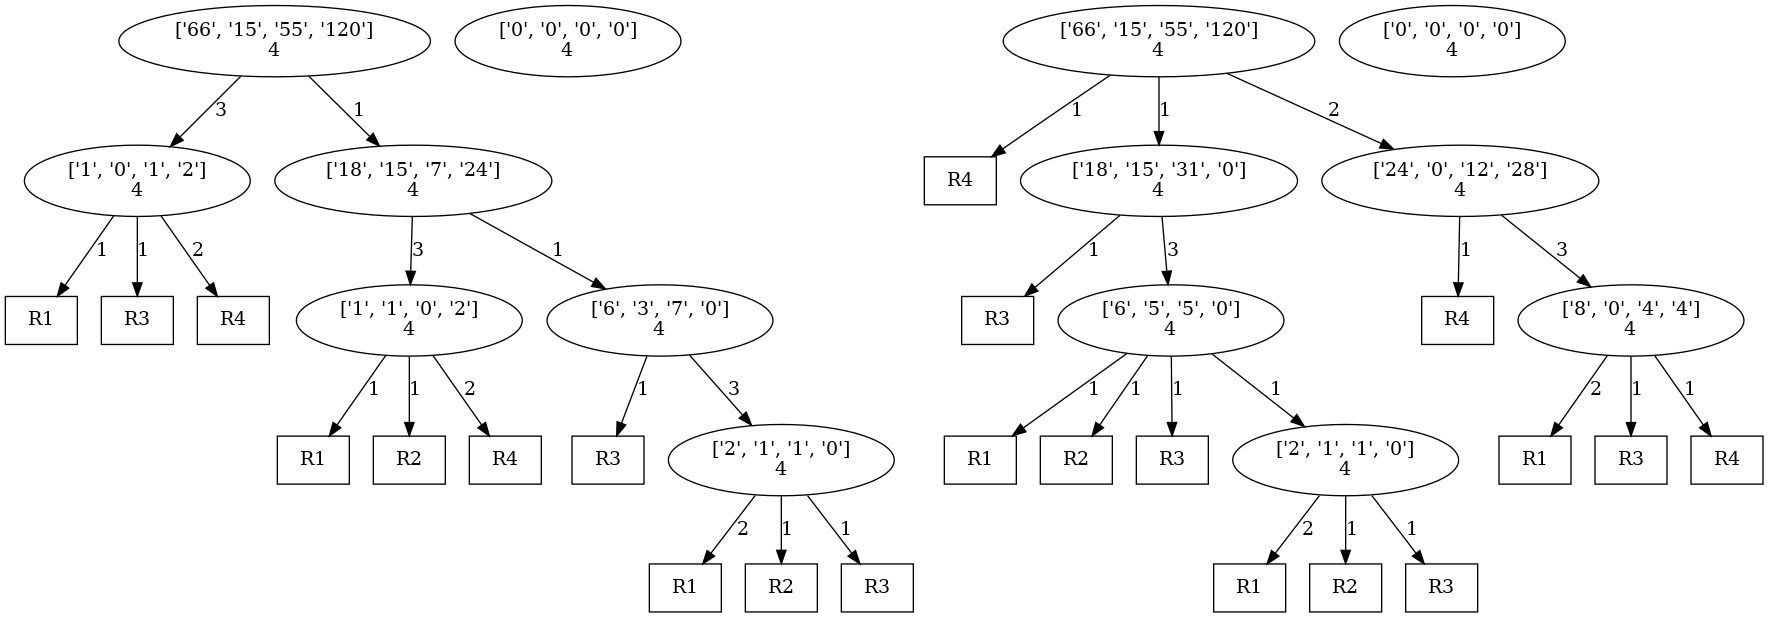 ['66', '15', '55', '120']
4
['0', '0', '0', '0']
4
['66', '15', '55', '120']
4
['0', '0', '0', '0']
4
3
1
1
1
2
['1', '0', '1', '2']
4
['18', '15', '7', '24']
4
R4
['18', '15', '31', '0']
4
['24', '0', '12', '28']
4
1
1
2
3
1
1
3
1
3
R1
R3
R4
['1', '1', '0', '2']
4
['6', '3', '7', '0']
4
R3
['6', '5', '5', '0']
4
R4
['8', '0', '4', '4']
4
1
1
2
1
3
1
1
1
1
2
1
1
R1
R2
R4
R3
['2', '1', '1', '0']
4
R1
R2
R3
['2', '1', '1', '0']
4
R1
R3
R4
2
1
1
2
1
1
R1
R2
R3
R1
R2
R3